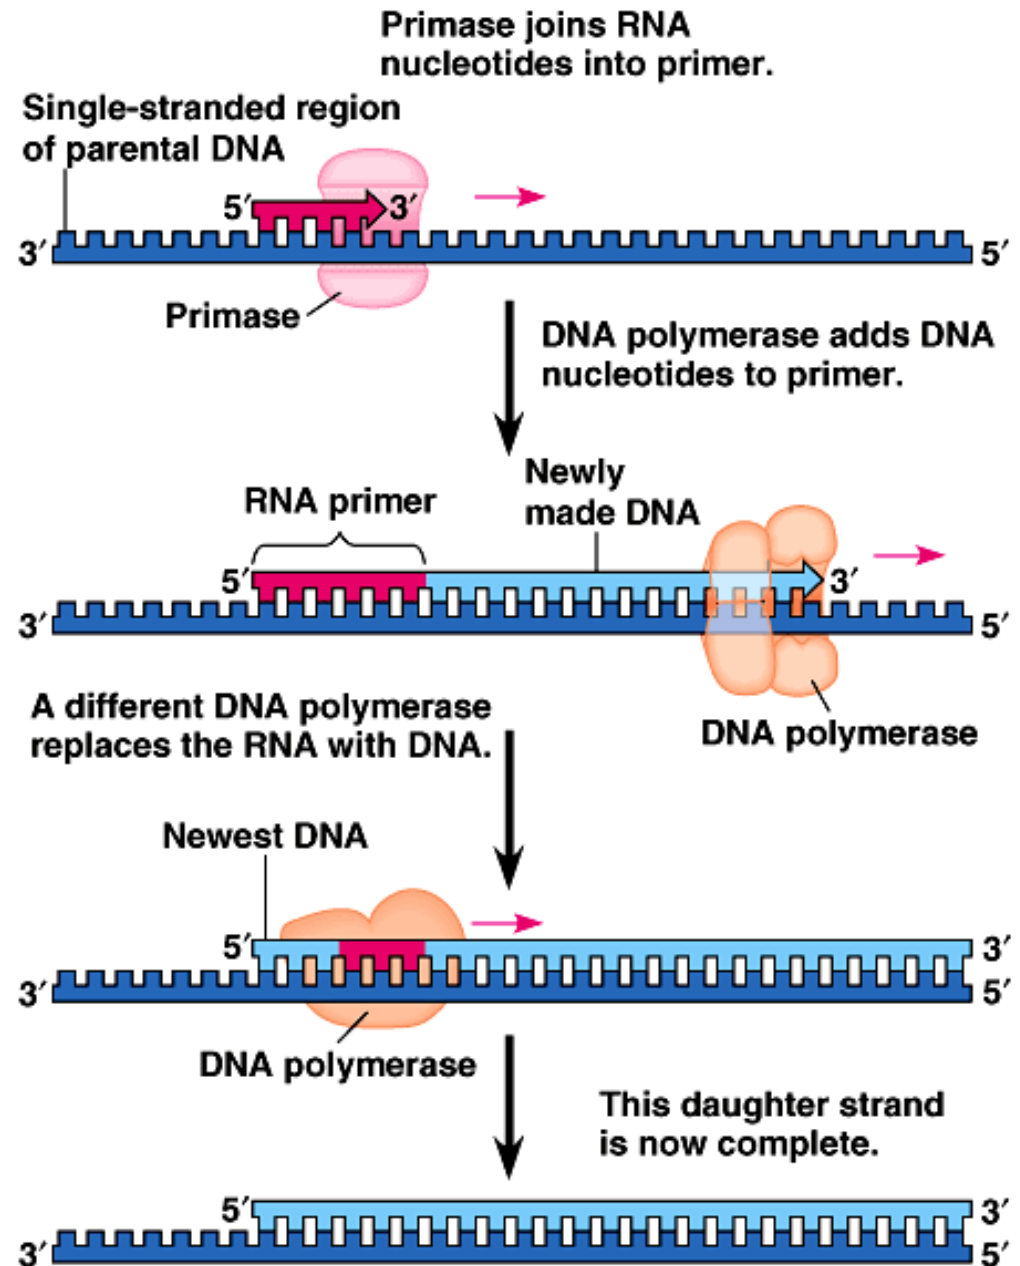 Primase joins RNA
nucleotides into primer.
Single-stranded region
of parental DNA
5′
3′
3′
5′
Primase
DNA polymerase adds DNA
nucleotides to primer.
Newly
made DNA
RNA primer
5′
3′
3′
5′
A different DNA polymerase
replaces the RNA with DNA.
DNA polymerase
Newest DNA
5′
3′
3′
5′
DNA polymerase
This daughter strand
is now complete.
5′
3′
3′
5′